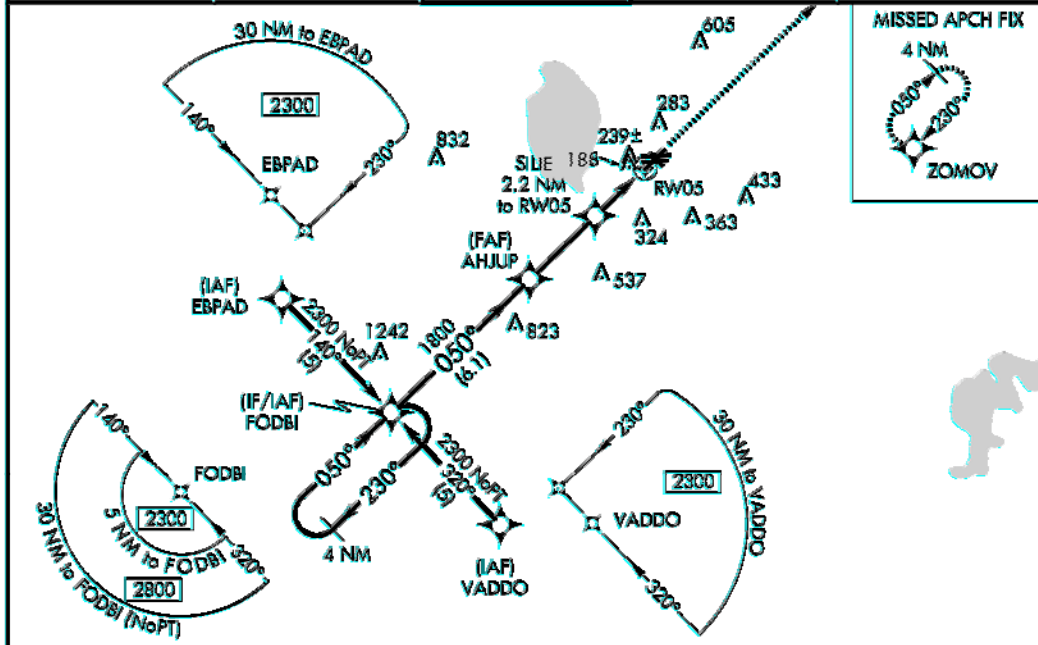 605
MISSED APCH FIX
4 NM
050°
230°
ZOMOV
30 NM to EBPAD
2300
140°
230°
EBPAD
832
283
239±
188
2.2 NM
to RW05
RW05
433
363
324
(FAF)
AHJUP
537
823
(IAF)
EBPAD
2300 NoPT
140°
(5)
1242
1800
050°
(6.1)
(IF/IAF)
FODBI
050°
230°
4 NM
2300 NoPT
320°
(5)
(IAF)
VADDO
140°
FODBI
2300
5 NM to FODBI
320°
2800
30 NM to FODBI (NoPT)
230°
30 NM to VADDO
2300
VADDO
320°